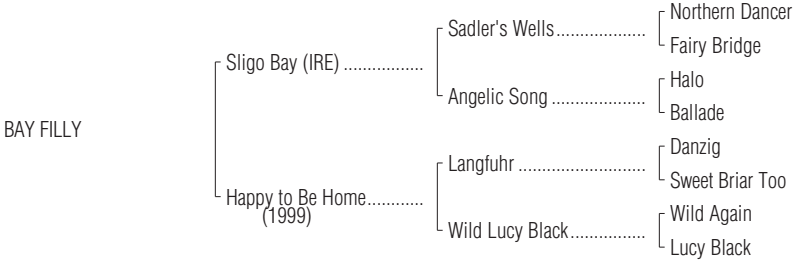 Northern Dancer
Sadler's Wells...................
Fairy Bridge
Sligo Bay (IRE) ................
Halo
Angelic Song ....................
Ballade
BAY FILLY
Danzig
Langfuhr ...........................
Sweet Briar Too
Happy to Be Home............
(1999)
Wild Again
Wild Lucy Black................
Lucy Black